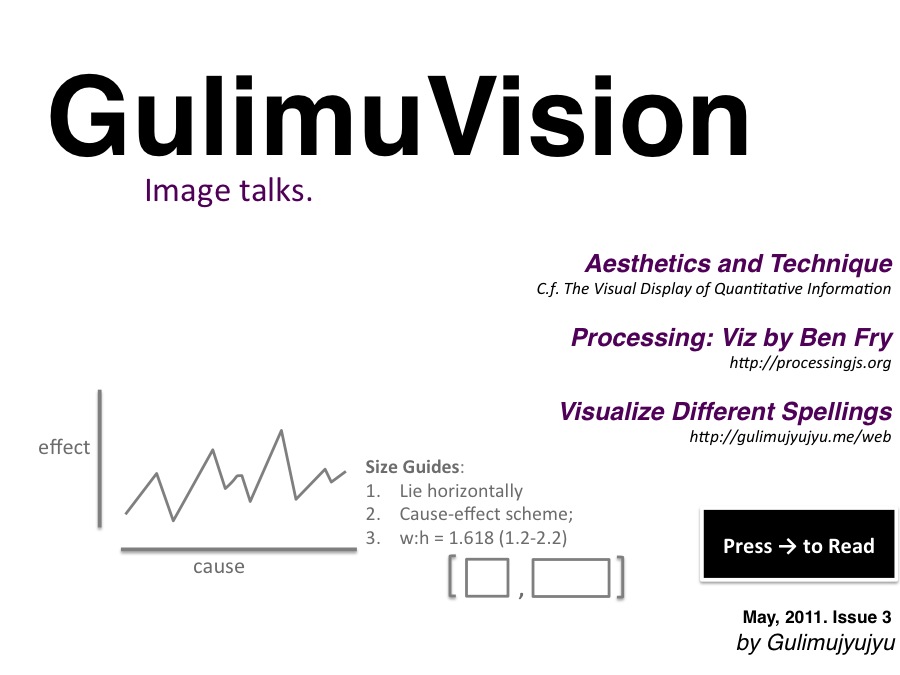 GulimuVision
Image talks.
Aesthetics and Technique
C.f. The Visual Display of Quantitative Information
Processing: Viz by Ben Fry
http://processingjs.org
Visualize Different Spellings
http://gulimujyujyu.me/web
effect
cause
Size Guides:
1. Lie horizontally
2. Cause-effect scheme;
3. w:h = 1.618 (1.2-2.2)
[ , ]
Press → to Read
May, 2011. Issue 3
by Gulimujyujyu